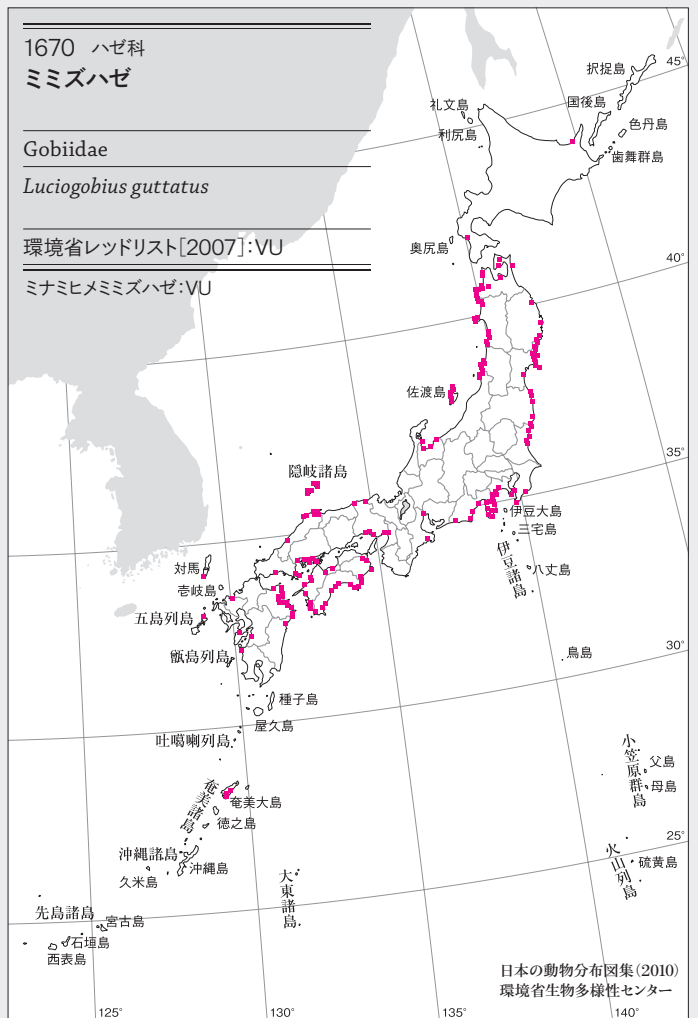 1670 ハゼ科
ミミズハゼ
Gobiidae
Luciogobius guttatus
環境省レッドリスト[2007]:VU
ミナミヒメミミズハゼ:VU
45°
択捉島
礼文島
国後島
色丹島
利尻島
歯舞群島
奥尻島
40°
佐渡島
35°
隠岐諸島
伊豆大島
三宅島
伊豆諸島
八丈島
対馬
壱岐島
五島列島
甑島列島
鳥島
30°
種子島
屋久島
吐噶喇列島
小笠原群島
父島
母島
奄美諸島
奄美大島
徳之島
25°
沖縄諸島
沖縄島
久米島
火山列島
硫黄島
大東諸島
先島諸島
宮古島
石垣島
西表島
日本の動物分布図集(2010)
環境省生物多様性センター
125°
130°
135°
140°